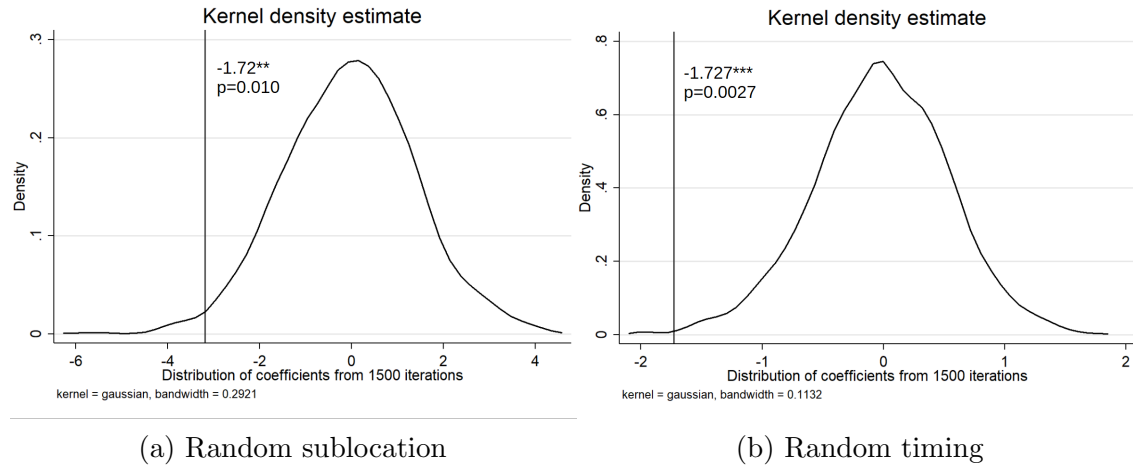 Kernel density estimate
.3
.2
.1
0
Density
-1.72**
p=0.010
-6 -4 -2 0 2 4
Distribution of coefficients from 1500 iterations
kernel = gaussian, bandwidth = 0.2921
(a) Random sublocation
Kernel density estimate
.8
.6
.4
.2
0
Density
-1.727***
p=0.0027
-2 -1 0 1 2
Distribution of coefficients from 1500 iterations
kernel = gaussian, bandwidth = 0.1132
(b) Random timing